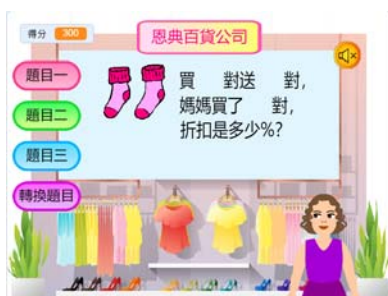 得分 300
恩典百貨公司
題目一
題目二
題目三
轉換題目
買 對送 對,
媽媽買了 對,
折扣是多少%?